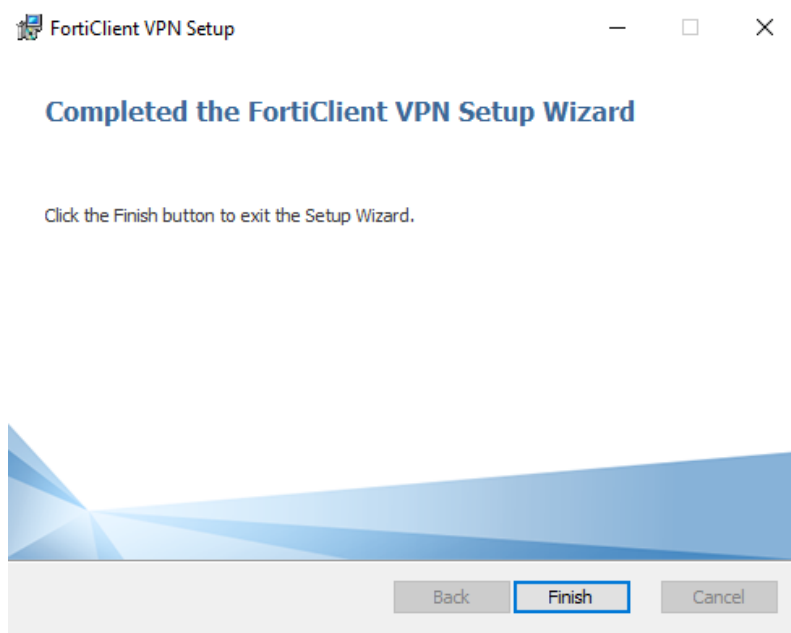 FortiClient VPN Setup
Completed the FortiClient VPN Setup Wizard
Click the Finish button to exit the Setup Wizard.
Back Finish Cancel